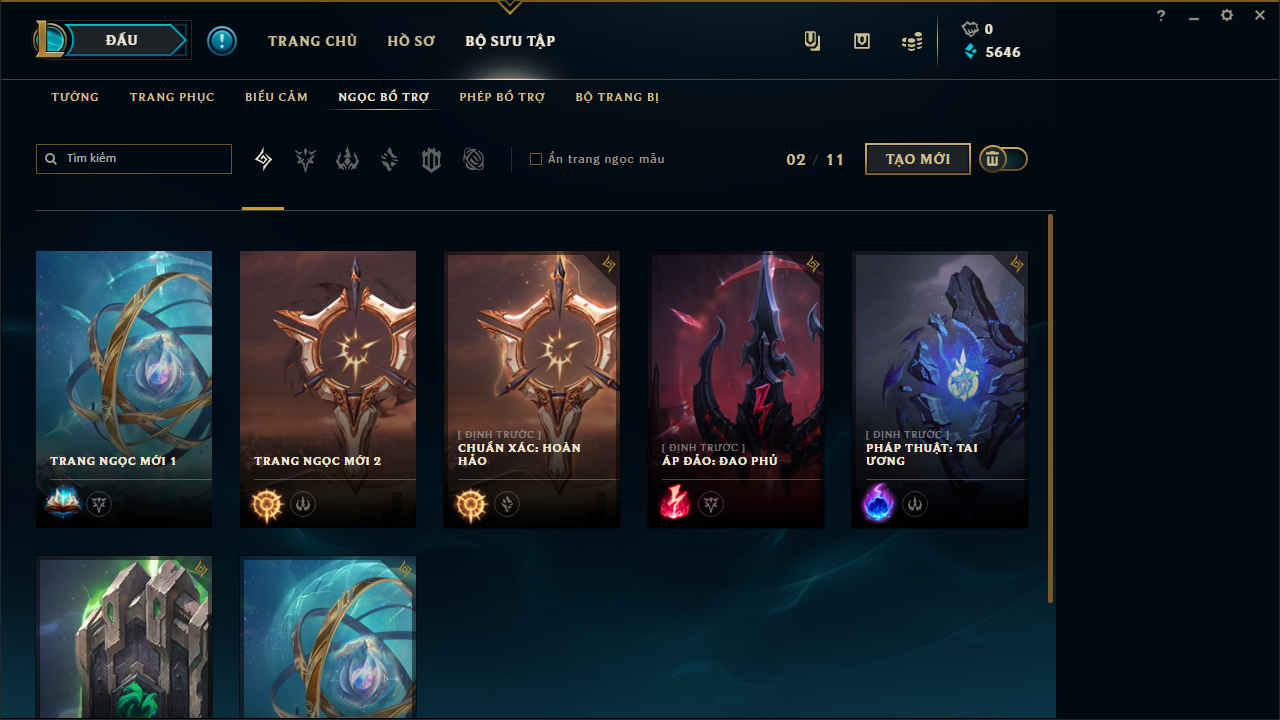 ?
0
ĐẤU
!
TRANG CHỦ
HỒ SƠ
BỘ SƯU TẬP
5646
TƯỚNG
TRANG PHỤC
BIỂU CẢM
NGỌC BỔ TRỢ
PHÉP BỔ TRỢ
BỘ TRANG BỊ
Tìm kiếm
Ẩn trang ngọc mẫu
02 / 11
TẠO MỚI
TRANG NGỌC MỚI 1
TRANG NGỌC MỚI 2
[ ĐỊNH TRƯỚC ]
CHUẨN XÁC: HOÀN
HẢO
[ ĐỊNH TRƯỚC ]
ÁP ĐẢO: ĐAO PHỦ
[ ĐỊNH TRƯỚC ]
PHÁP THUẬT: TAI
ƯƠNG